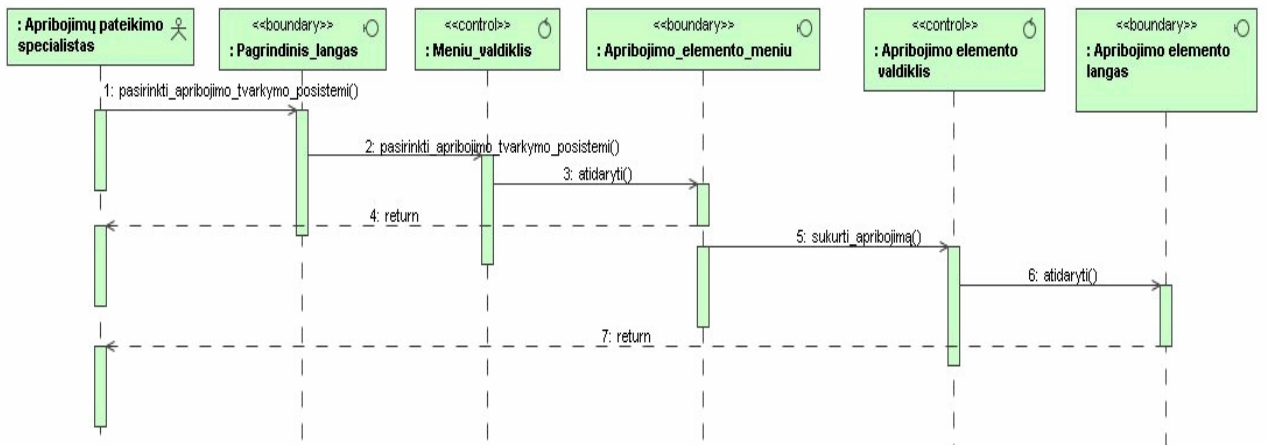 : Apribojimų pateikimo
specialistas
<<boundary>>
: Pagrindinis_langas
<<control>>
: Meniu_valdiklis
<<boundary>>
: Apribojimo_elemento_meniu
<<control>>
: Apribojimo elemento
valdiklis
<<boundary>>
: Apribojimo elemento
langas
1: pasirinkti_apribojimo_tvarkymo_posistemi()
2: pasirinkti_apribojimo_tvarkymo_posistemi()
3: atidaryti()
4: return
5: sukurti_apribojimą()
6: atidaryti()
7: return